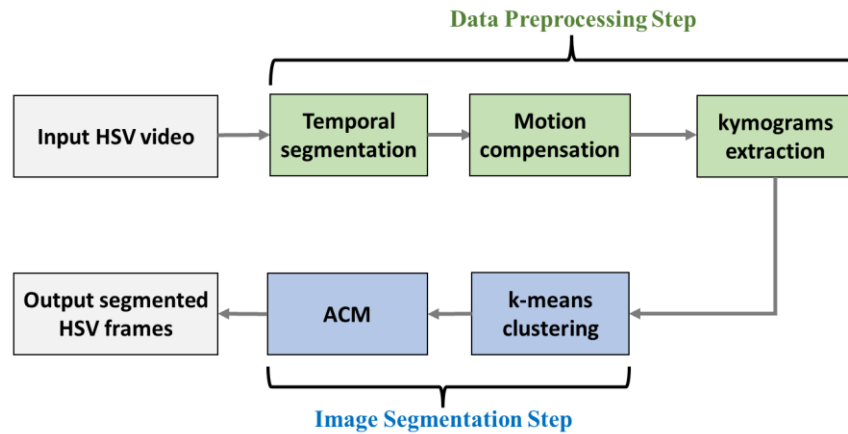 Data Preprocessing Step
Input HSV video
Temporal
segmentation
Motion
compensation
kymograms
extraction
Output segmented
HSV frames
ACM
k-means
clustering
Image Segmentation Step